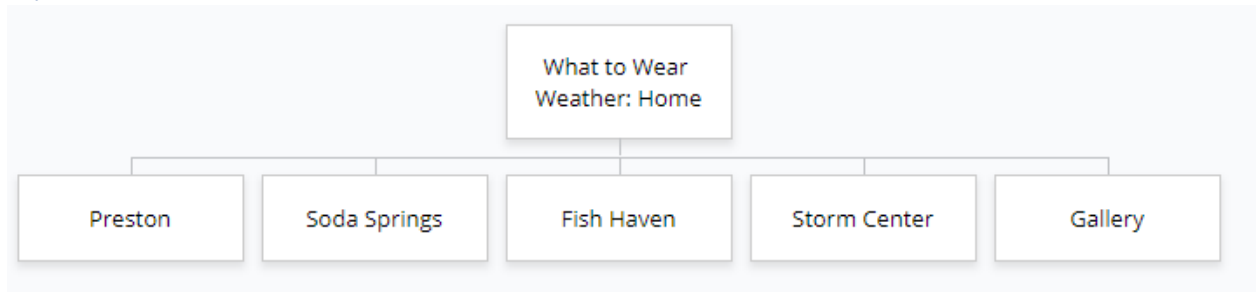 What to Wear
Weather: Home
Preston
Soda Springs
Fish Haven
Storm Center
Gallery